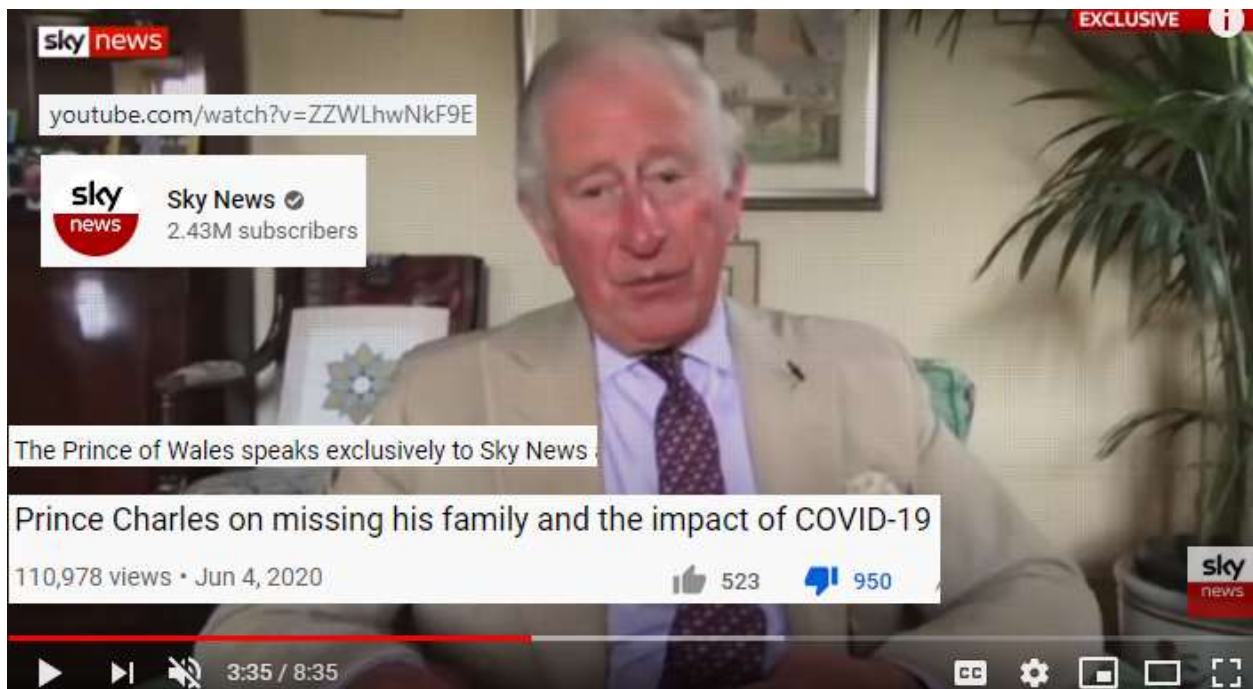 sky news
EXCLUSIVE
i
youtube.com/watch?v=ZZWLhwNkF9E
sky
news
Sky News
2.43M subscribers
The Prince of Wales speaks exclusively to Sky News
Prince Charles on missing his family and the impact of COVID-19
110,978 views • Jun 4, 2020
523
950
sky
news
3:35 / 8:35
CC